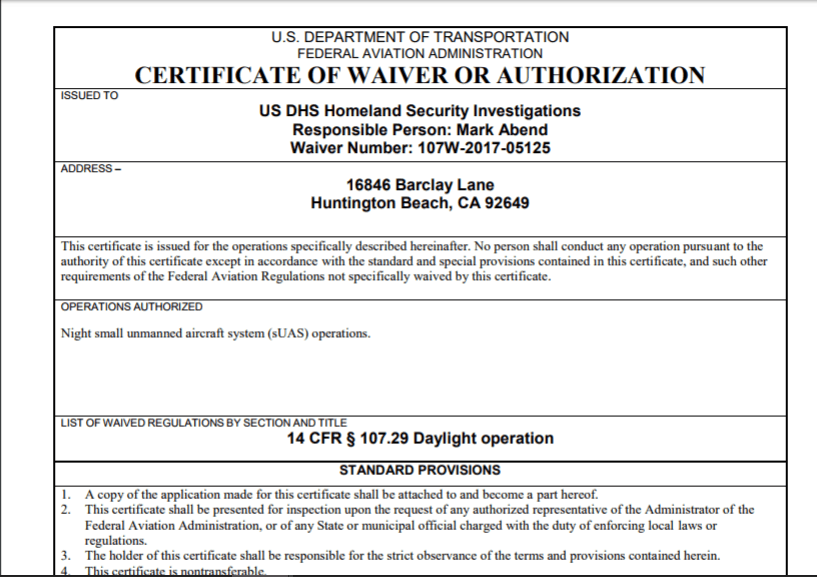 U.S. DEPARTMENT OF TRANSPORTATION
FEDERAL AVIATION ADMINISTRATION
CERTIFICATE OF WAIVER OR AUTHORIZATION
ISSUED TO
US DHS Homeland Security Investigations
Responsible Person: Mark Abend
Waiver Number: 107W-2017-05125
ADDRESS –
16846 Barclay Lane
Huntington Beach, CA 92649
This certificate is issued for the operations specifically described hereinafter. No person shall conduct any operation pursuant to the
authority of this certificate except in accordance with the standard and special provisions contained in this certificate, and such other
requirements of the Federal Aviation Regulations not specifically waived by this certificate.
OPERATIONS AUTHORIZED
Night small unmanned aircraft system (sUAS) operations.
LIST OF WAIVED REGULATIONS BY SECTION AND TITLE
14 CFR § 107.29 Daylight operation
STANDARD PROVISIONS
1. A copy of the application made for this certificate shall be attached to and become a part hereof.
2. This certificate shall be presented for inspection upon the request of any authorized representative of the Administrator of the
Federal Aviation Administration, or of any State or municipal official charged with the duty of enforcing local laws or
regulations.
3. The holder of this certificate shall be responsible for the strict observance of the terms and provisions contained herein.
4. This certificate is nontransferable.